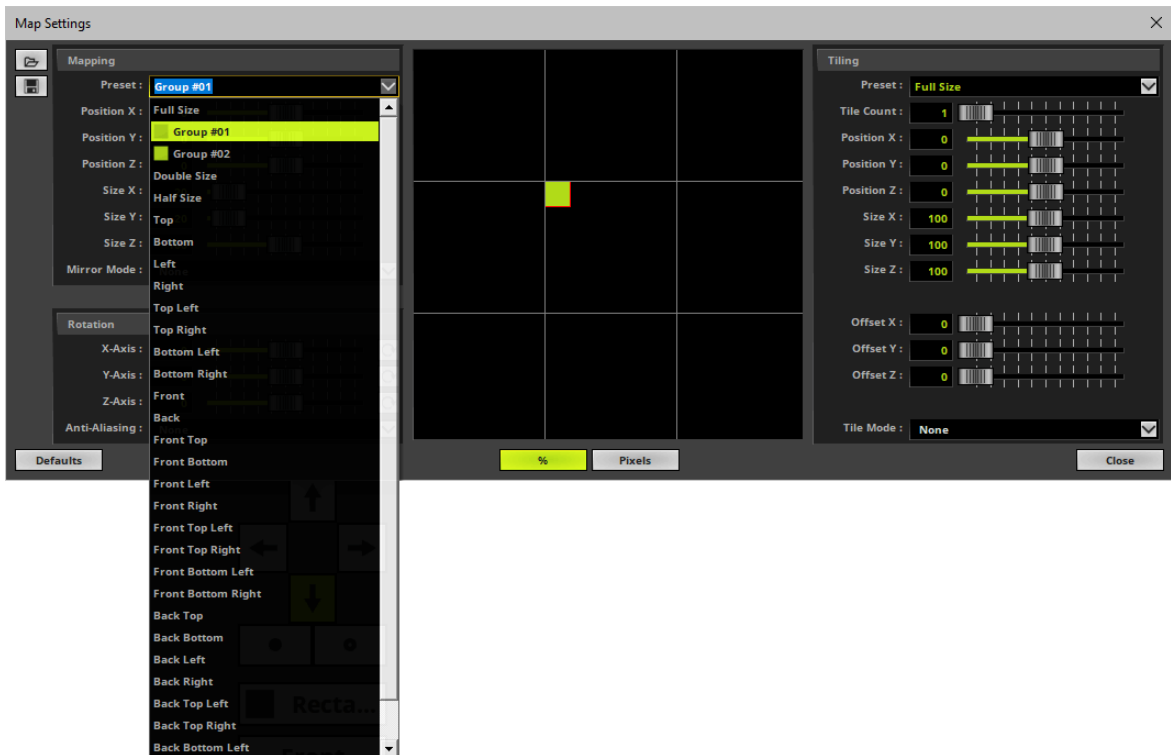 Map Settings
Mapping
Preset :
Group #01
Position X :
Position Y :
Position Z :
Size X :
Size Y :
Size Z :
Mirror Mode :
Full Size
Group #01
Group #02
Double Size
Half Size
Top
Bottom
Left
Right
Top Left
Top Right
Bottom Left
Bottom Right
Front
Back
Front Top
Front Bottom
Front Left
Front Right
Front Top Left
Front Top Right
Front Bottom Left
Front Bottom Right
Back Top
Back Bottom
Back Left
Back Right
Back Top Left
Back Top Right
Back Bottom Left
Rotation
X-Axis :
Y-Axis :
Z-Axis :
Anti-Aliasing :
None
Defaults
Recta...
Front
%
Pixels
Tiling
Preset : Full Size
Tile Count : 1
Position X : 0
Position Y : 0
Position Z : 0
Size X : 100
Size Y : 100
Size Z : 100
Offset X : 0
Offset Y : 0
Offset Z : 0
Tile Mode : None
Close